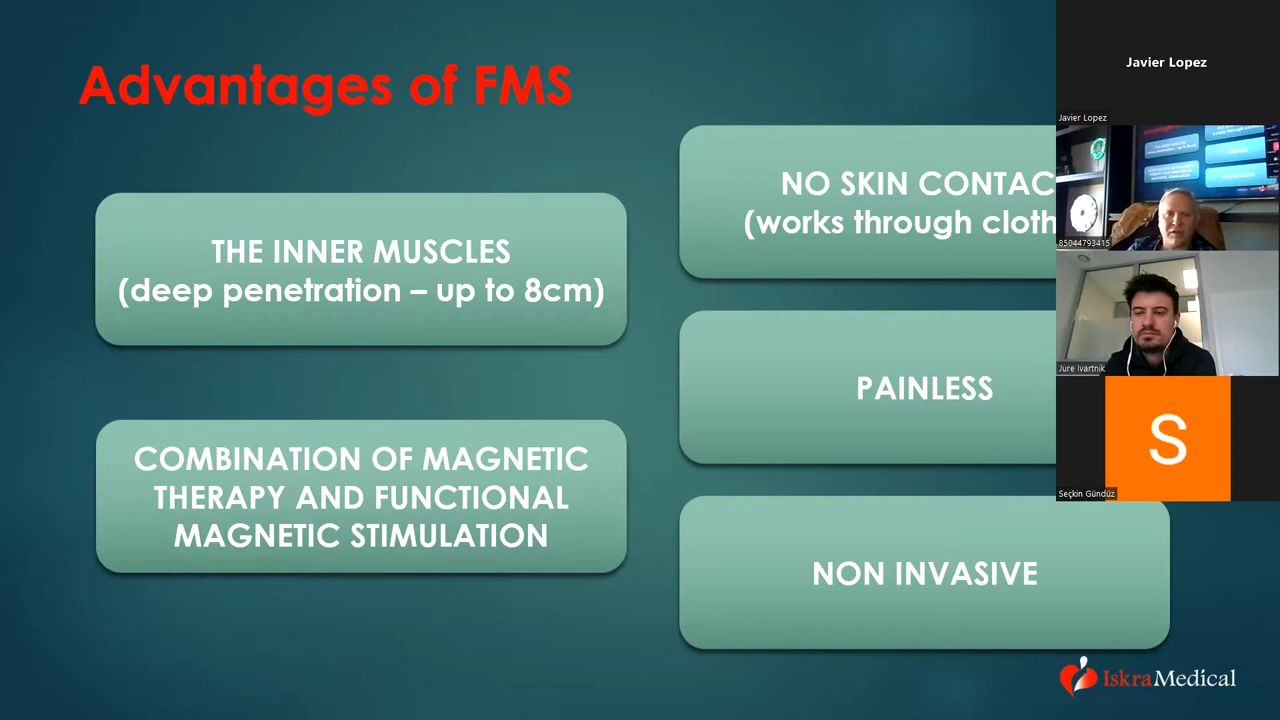 Advantages of FMS
THE INNER MUSCLES
(deep penetration – up to 8cm)
COMBINATION OF MAGNETIC
THERAPY AND FUNCTIONAL
MAGNETIC STIMULATION
NO SKIN CONTAC
(works through cloth
PAINLESS
NON INVASIVE
IskraMedical
Javier Lopez
Javier Lopez
85044793415
Jure Ivartnik
S
Seçkin Gündüz